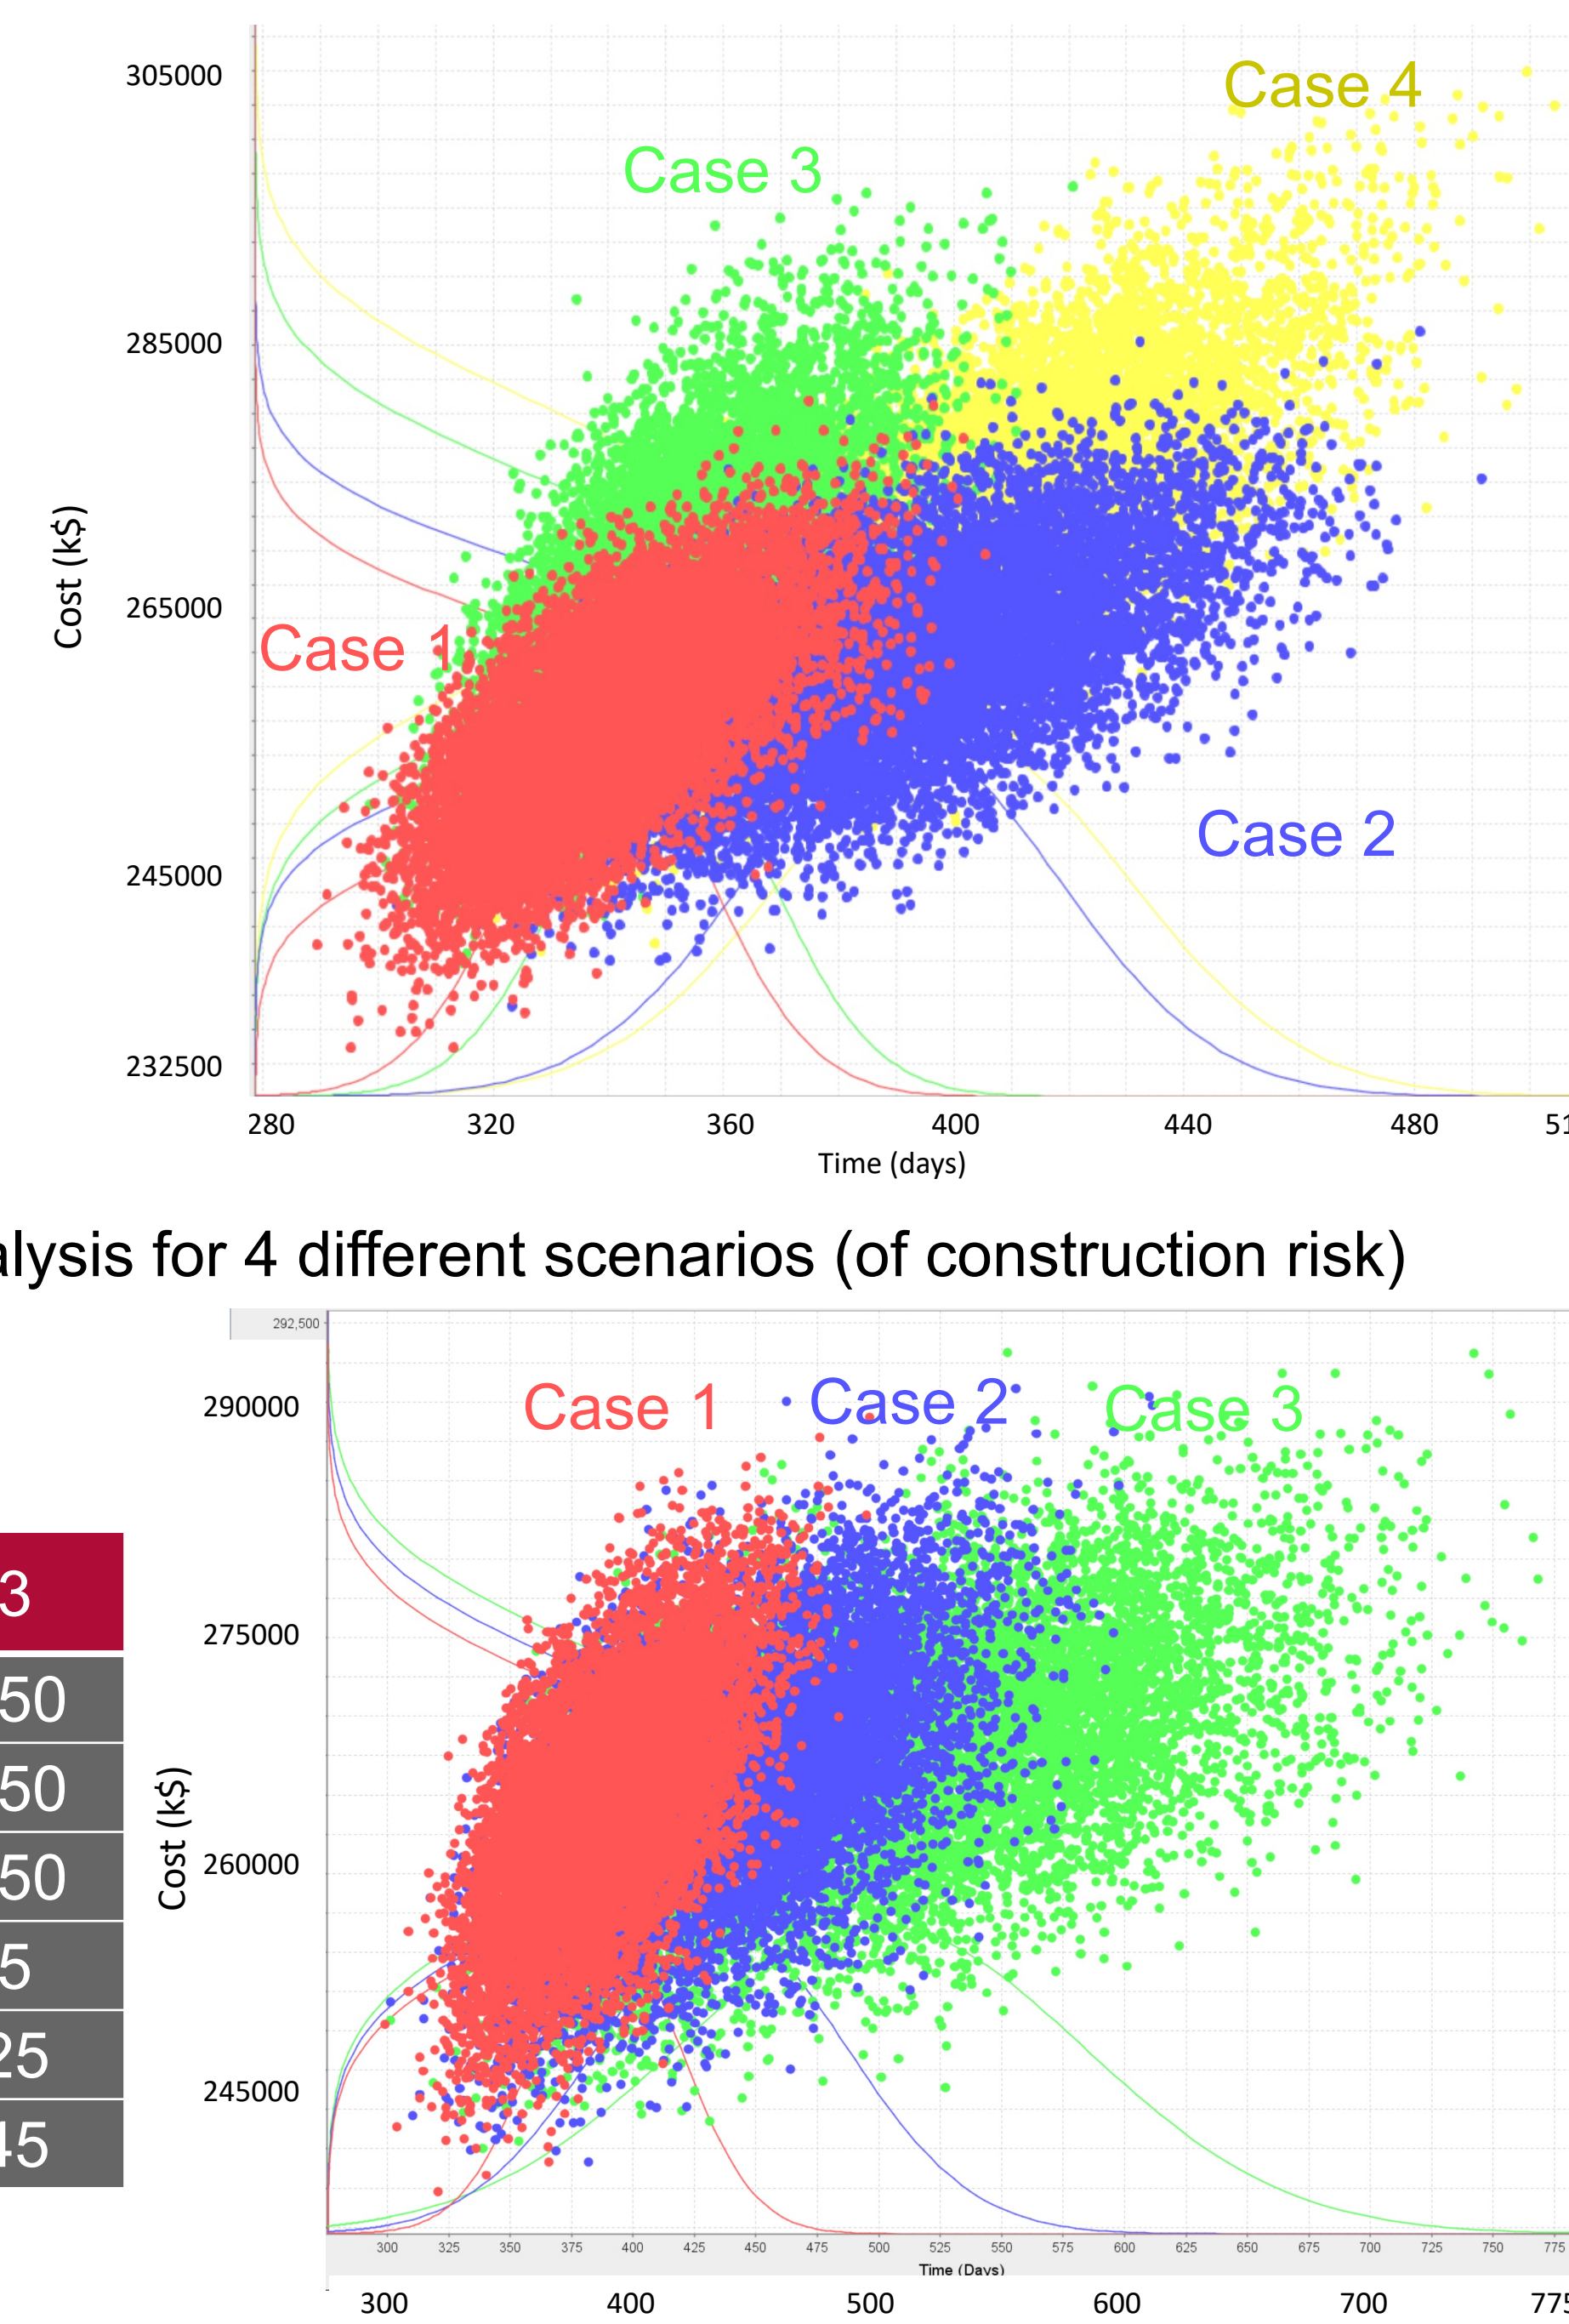 305000
Case 4
Case 3
285000
Cost (k$)
265000
Case 1
Case 2
245000
232500
280 320 360 400 440 480 51
Time (days)
alysis for 4 different scenarios (of construction risk)
292,500
290000
Case 1 Case 2 Case 3
275000
3
50
50
Cost (k$)
260000
50
5
25
245000
45
300 325 350 375 400 425 450 475 500 525 550 575 600 625 650 675 700 725 750 775
Time (Days)
300 400 500 600 700 775